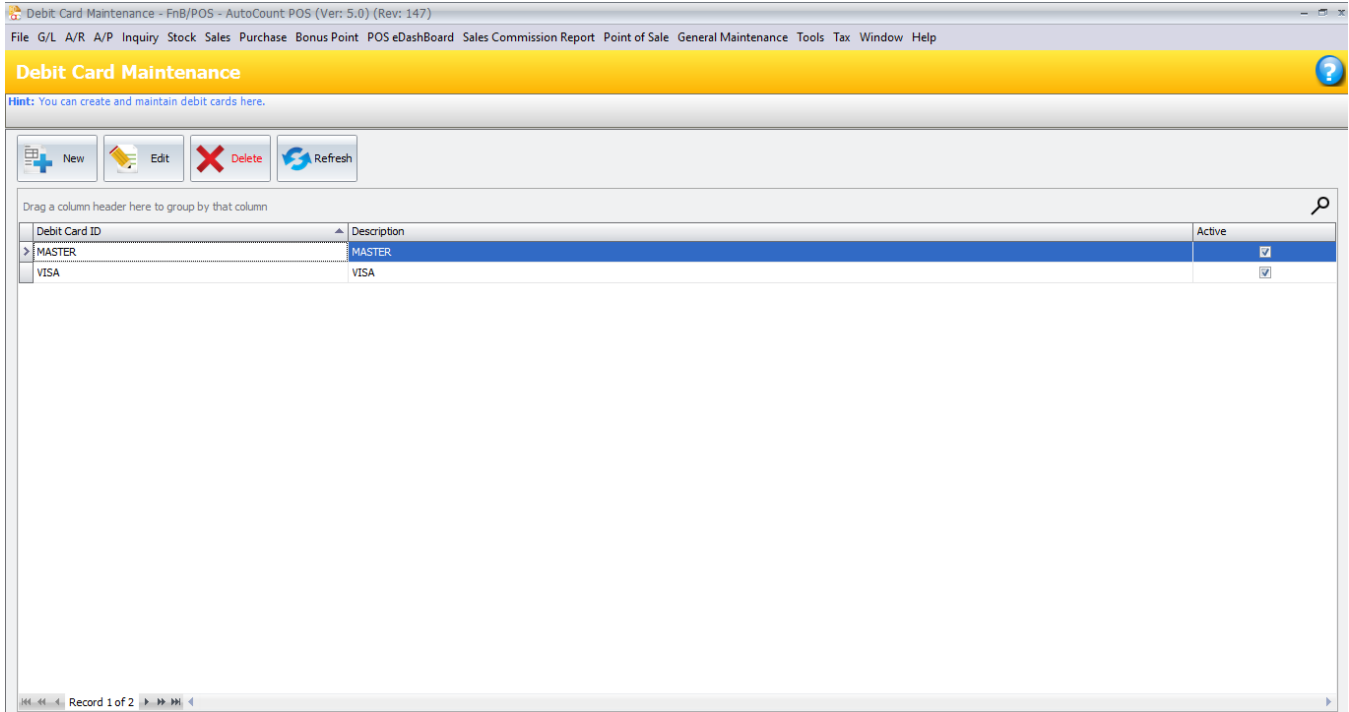 Debit Card Maintenance - FnB/POS - AutoCount POS (Ver: 5.0) (Rev: 147)
File G/L A/R A/P Inquiry Stock Sales Purchase Bonus Point POS eDashBoard Sales Commission Report Point of Sale General Maintenance Tools Tax Window Help
Debit Card Maintenance
Hint: You can create and maintain debit cards here.
New Edit Delete Refresh
Drag a column header here to group by that column
Debit Card ID Description Active
MASTER MASTER
VISA VISA
Record 1 of 2